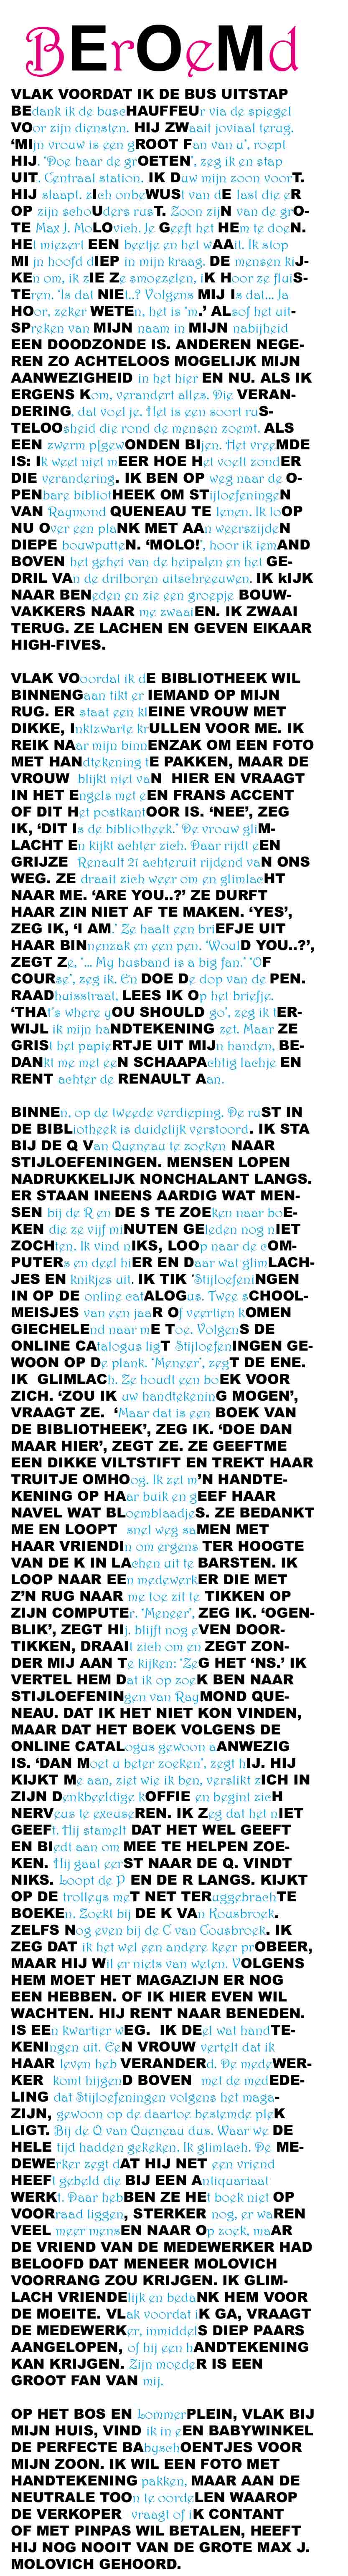 BErOeMd
VLAK VOORDAT IK DE BUS UITSTAP
BEdank ik de buscHAUFFEUr via de spiegel
VOor zijn diensten. HIJ ZWaait joviaal terug.
‘MIjn vrouw is een gROOT Fan van u’, roept
HIJ. ‘Doe haar de grOETEN’, zeg ik en stap
UIT. Centraal station. IK Duw mijn zoon voorT.
HIJ slaapt. zIch onbeWUSt van dE last die eR
OP zijn schoUders rusT. Zoon zijN van de grO-
TE Max J. MoLOvich. Je Geeft het HEm te doeN.
HEt miezert EEN beetje en het wAAit. Ik stop
MI jn hoofd dIEP in mijn kraag. DE mensen kiJ-
KEn om, ik zIE Ze smoezelen, iK Hoor ze fluiS-
TEren. ‘Is dat NIEt..? Volgens MIJ Is dat... Ja
HOor, zeker WETEn, het is ‘m.’ ALsof het uit-
SPreken van MIJN naam in MIJN nabijheid
EEN DOODZONDE IS. ANDEREN NEGE-
REN ZO ACHTELOOS MOGELIJK MIJN
AANWEZIGHEID in het hier EN NU. ALS IK
ERGENS Kom, verandert alles. Die VERAN-
DERING, dat voel je. Het is een soort ruS-
TELOOSheid die rond de mensen zoemt. ALS
EEN zwerm p[gewONDEN BIjen. Het vreeMDE
IS: Ik weet niet mEER HOE Het voelt zondER
DIE verandering. IK BEN OP weg naar de O-
PENbare bibliotHEEK OM STijloefeningeN
VAN Raymond QUENEAU TE lenen. Ik loOP
NU Over een plaNK MET AAn weerszijdeN
DIEPE bouwputteN. ‘MOLO!’, hoor ik iemAND
BOVEN het gehei van de heipalen en het GE-
DRIL VAn de drilboren uitschreeuwen. IK kIJK
NAAR BENeden en zie een groepje BOUW-
VAKKERS NAAR me zwaaiEN. IK ZWAAI
TERUG. ZE LACHEN EN GEVEN ElKAAR
HIGH-FIVES.
VLAK VOoordat ik dE BIBLIOTHEEK WIL
BINNENGaan tikt er IEMAND OP MIJN
RUG. ER staat een klEINE VROUW MET
DIKKE, Inktzwarte krULLEN VOOR ME. IK
REIK NAar mijn binnENZAK OM EEN FOTO
MET HANdtekening tE PAKKEN, MAAR DE
VROUW blijkt niet vaN HIER EN VRAAGT
IN HET Engels met eEN FRANS ACCENT
OF DIT Het postkantOOR IS. ‘NEE’, ZEG
IK, ‘DIT Is de bibliotheek.’ De vrouw gliM-
LACHT En kijkt achter zich. Daar rijdt eEN
GRIJZE Renault 21 achteruit rijdend vaN ONS
WEG. ZE draait zich weer om en glimlacHT
NAAR ME. ‘ARE YOU..?’ ZE DURFT
HAAR ZIN NIET AF TE MAKEN. ‘YES’,
ZEG IK, ‘I AM.’ Ze haalt een briEFJE UIT
HAAR BINnenzak en een pen. ‘WoulD YOU..?’,
ZEGT Ze, ‘... My husband is a big fan.’ ‘OF
COURse’, zeg ik. En DOE De dop van de PEN.
RAADhuisstraat, LEES IK Op het briefje.
‘THAt’s where yOU SHOULD go’, zeg ik tER-
WIJL ik mijn haNDTEKENING zet. Maar ZE
GRISt het papieRTJE UIT MIJn handen, BE-
DANkt me met eeN SCHAAPAchtig lachje EN
RENT achter de RENAULT Aan.
BINNEn, op de tweede verdieping. De ruST IN
DE BIBLiotheek is duidelijk verstoord. IK STA
BIJ DE Q Van Queneau te zoeken NAAR
STIJLOEFENINGEN. MENSEN LOPEN
NADRUKKELIJK NONCHALANT LANGS.
ER STAAN INEENS AARDIG WAT MEN-
SEN bij de R en DE S TE ZOEken naar boE-
KEN die ze vijf miNUTEN GEleden nog nIET
ZOCHten. Ik vind nIKS, LOOp naar de cOM-
PUTERs en deel hiER EN Daar wat glimLACH-
JES EN knikjes uit. IK TIK ‘StijloefeniNGEN
IN OP DE online catALOGus. Twee sCHOOL-
MEISJES van een jaaR Of veertien kOMEN
GIECHELEnd naar mE Toe. VolgenS DE
ONLINE CAtalogus ligT StijloefenINGEN GE-
WOON OP De plank. ‘Meneer’, zegT DE ENE.
IK GLIMLACh. Ze houdt een boEK VOOR
ZICH. ‘ZOU IK uw handtekeninG MOGEN’,
VRAAGT ZE. ‘Maar dat is een BOEK VAN
DE BIBLIOTHEEK’, ZEG IK. ‘DOE DAN
MAAR HIER’, ZEGT ZE. ZE GEEFTME
EEN DIKKE VILTSTIFT EN TREKT HAAR
TRUITJE OMHOog. Ik zet m’N HANDTE-
KENING OP HAar buik en gEEF HAAR
NAVEL WAT BLoemblaadjeS. ZE BEDANKT
ME EN LOOPT snel weg saMEN MET
HAAR VRIENDIn om ergens TER HOOGTE
VAN DE K IN LAchen uit te BARSTEN. IK
LOOP NAAR EEn medewerkER DIE MET
Z’N RUG NAAR me toe zit te TIKKEN OP
ZIJN COMPUTEr. ‘Meneer’, ZEG IK. ‘OGEN-
BLIK’, ZEGT HIj. blijft nog eVEN DOOR-
TIKKEN, DRAAIt zich om en ZEGT ZON-
DER MIJ AAN Te kijken: ‘ZeG HET ‘NS.’ IK
VERTEL HEM Dat ik op zoeK BEN NAAR
STIJLOEFENINgen van RayMOND QUE-
NEAU. DAT IK HET NIET KON VINDEN,
MAAR DAT HET BOEK VOLGENS DE
ONLINE CATALogus gewoon aANWEZIG
IS. ‘DAN Moet u beter zoeken’, zegt hIJ. HIJ
KIJKT Me aan, ziet wie ik ben, verslikt zICH IN
ZIJN Denkbeeldige kOFFIE en begint zicH
NERVeus te excuseREN. IK Zeg dat het nIET
GEEFt. Hij stamelt DAT HET WEL GEEFT
EN BIedt aan om MEE TE HELPEN ZOE-
KEN. Hij gaat eerST NAAR DE Q. VINDT
NIKS. Loopt de P EN DE R LANGS. KIJKT
OP DE trolleys meT NET TERuggebrachTE
BOEKEn. Zoekt bij DE K VAn Kousbroek.
ZELFS Nog even bij de C van Cousbroek. IK
ZEG DAT ik het wel een andere keer prOBEER,
MAAR HIJ Wil er niets van weten. VOLGENS
HEM MOET HET MAGAZIJN ER NOG
EEN HEBBEN. OF IK HIER EVEN WIL
WACHTEN. HIJ RENT NAAR BENEDEN.
IS EEn kwartier wEG. IK DEel wat handTE-
KENIngen uit. EeN VROUW vertelt dat ik
HAAR leven heb VERANDERd. De medeWER-
KER komt hijgenD BOVEN met de medEDE-
LING dat Stijloefeningen volgens het maga-
ZIJN, gewoon op de daartoe bestemde pleK
LIGT. Bij de Q van Queneau dus. Waar we DE
HELE tijd hadden gekeken. Ik glimlach. De ME-
DEWErker zegt dAT HIJ NET een vriend
HEEFt gebeld die BIJ EEN Antiquariaat
WERKt. Daar hebBEN ZE HEt boek niet OP
VOORraad liggen, STERKER nog, er waREN
VEEL meer mensEN NAAR Op zoek, maAR
DE VRIEND VAN DE MEDEWERKER HAD
BELOOFD DAT MENEER MOLOVICH
VOORRANG ZOU KRIJGEN. IK GLIM-
LACH VRIENDElijk en bedaNK HEM VOOR
DE MOEITE. VLak voordat iK GA, VRAAGT
DE MEDEWERKer, inmiddelS DIEP PAARS
AANGELOPEN, of hij een hANDTEKENING
KAN KRIJGEN. Zijn moedeR IS EEN
GROOT FAN VAN mij.
OP HET BOS EN LommerPLEIN, VLAK BIJ
MIJN HUIS, VIND ik in eEN BABYWINKEL
DE PERFECTE BAbyschOENTJES VOOR
MIJN ZOON. IK WIL EEN FOTO MET
HANDTEKENING pakken, MAAR AAN DE
NEUTRALE TOOn te oordeLEN WAAROP
DE VERKOPER vraagt of iK CONTANT
OF MET PINPAS WIL BETALEN, HEEFT
HIJ NOG NOOIT VAN DE GROTE MAX J.
MOLOVICH GEHOORD.